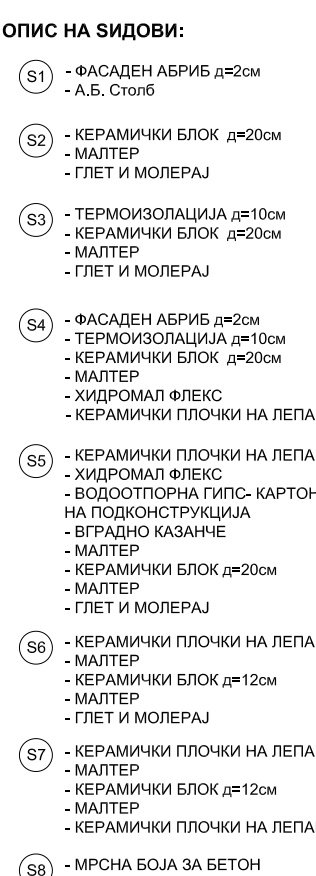 ОПИС НА ЅИДОВИ:
S1 - ФАСАДЕН АБРИБ д=2см
- А.Б. Столб
S2 - КЕРАМИЧКИ БЛОК д=20см
- МАЛТЕР
- ГЛЕТ И МОЛЕРАЈ
S3 - ТЕРМОИЗОЛАЦИЈА д=10см
- КЕРАМИЧКИ БЛОК д=20см
- МАЛТЕР
- ГЛЕТ И МОЛЕРАЈ
S4 - ФАСАДЕН АБРИБ д=2см
- ТЕРМОИЗОЛАЦИЈА д=10см
- КЕРАМИЧКИ БЛОК д=20см
- МАЛТЕР
- ХИДРОМАЛ ФЛЕКС
- КЕРАМИЧКИ ПЛОЧКИ НА ЛЕПА
S5 - КЕРАМИЧКИ ПЛОЧКИ НА ЛЕПА
- ХИДРОМАЛ ФЛЕКС
- ВОДООТПОРНА ГИПС- КАРТОН
НА ПОДКОНСТРУКЦИЈА
- ВГРАДНО КАЗАНЧЕ
- МАЛТЕР
- КЕРАМИЧКИ БЛОК д=20см
- МАЛТЕР
- ГЛЕТ И МОЛЕРАЈ
S6 - КЕРАМИЧКИ ПЛОЧКИ НА ЛЕПА
- МАЛТЕР
- КЕРАМИЧКИ БЛОК д=12см
- МАЛТЕР
- ГЛЕТ И МОЛЕРАЈ
S7 - КЕРАМИЧКИ ПЛОЧКИ НА ЛЕПА
- МАЛТЕР
- КЕРАМИЧКИ БЛОК д=12см
- МАЛТЕР
- КЕРАМИЧКИ ПЛОЧКИ НА ЛЕПА
S8 - МРСНА БОЈА ЗА БЕТОН